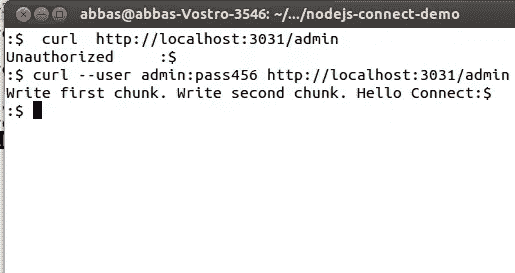 abbas@abbas-Vostro-3546: ~/.../nodejs-connect-demo
:$  curl  http://localhost:3031/admin
Unauthorized     :$
:$ curl --user admin:pass456 http://localhost:3031/admin
Write first chunk. Write second chunk. Hello Connect:$
:$